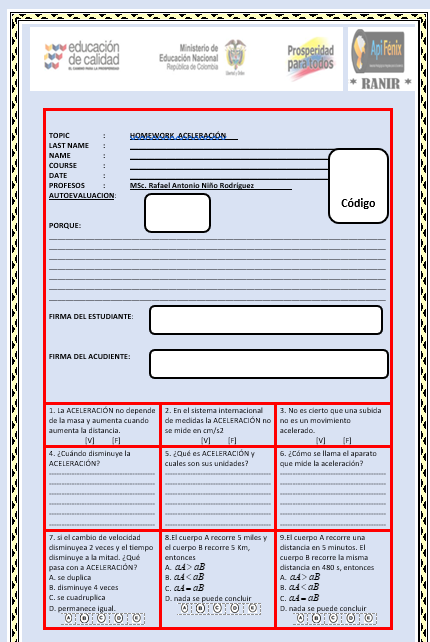 educación
de calidad
EL CAMINO PARA LA PROSPERIDAD
Ministerio de
Educación Nacional
República de Colombia
Libertad y Orden
Prosperidad
para todos
ApiFénix
* RANIR *
TOPIC : HOMEWORK ACELERACIÓN
LAST NAME :
NAME :
COURSE :
DATE :
PROFESOS : MSc. Rafael Antonio Niño Rodríguez
Código
AUTOEVALUACION:
PORQUE:
FIRMA DEL ESTUDIANTE:
FIRMA DEL ACUDIENTE:
1. La ACELERACIÓN no depende
de la masa y aumenta cuando
aumenta la distancia.
[V] [F]
2. En el sistema internacional
de medidas la ACELERACIÓN no
se mide en cm/s2
[V] [F]
3. No es cierto que una subida
no es un movimiento
acelerado.
[V] [F]
4. ¿Cuándo disminuye la
ACELERACIÓN?
5. ¿Qué es ACELERACIÓN y
cuales son sus unidades?
6. ¿Cómo se llama el aparato
que mide la aceleración?
7. si el cambio de velocidad
disminuyea 2 veces y el tiempo
disminuye a la mitad. ¿Qué
pasa con a ACELERACIÓN?
A. se duplica
B. disminuye 4 veces
C. se cuadruplica
D. permanece igual.
A B C D E
8.El cuerpo A recorre 5 miles y
el cuerpo B recorre 5 Km,
entonces
A. aA > aB
B. aA < aB
C. aA = aB
D. nada se puede concluir
A B C D E
9.El cuerpo A recorre una
distancia en 5 minutos. El
cuerpo B recorre la misma
distancia en 480 s, entonces
A. aA > aB
B. aA < aB
C. aA = aB
D. nada se puede concluir
A B C D E